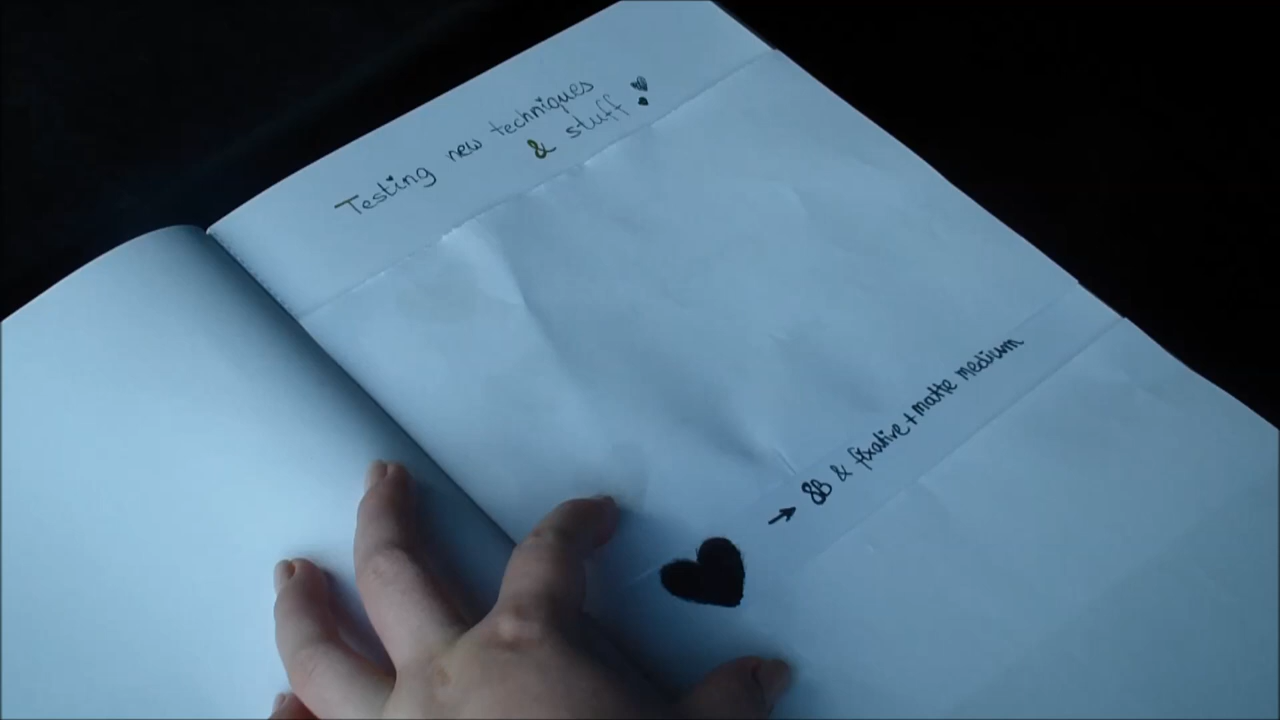 Testing new techniques
& stuff
→ 8B & fixative + matte medium